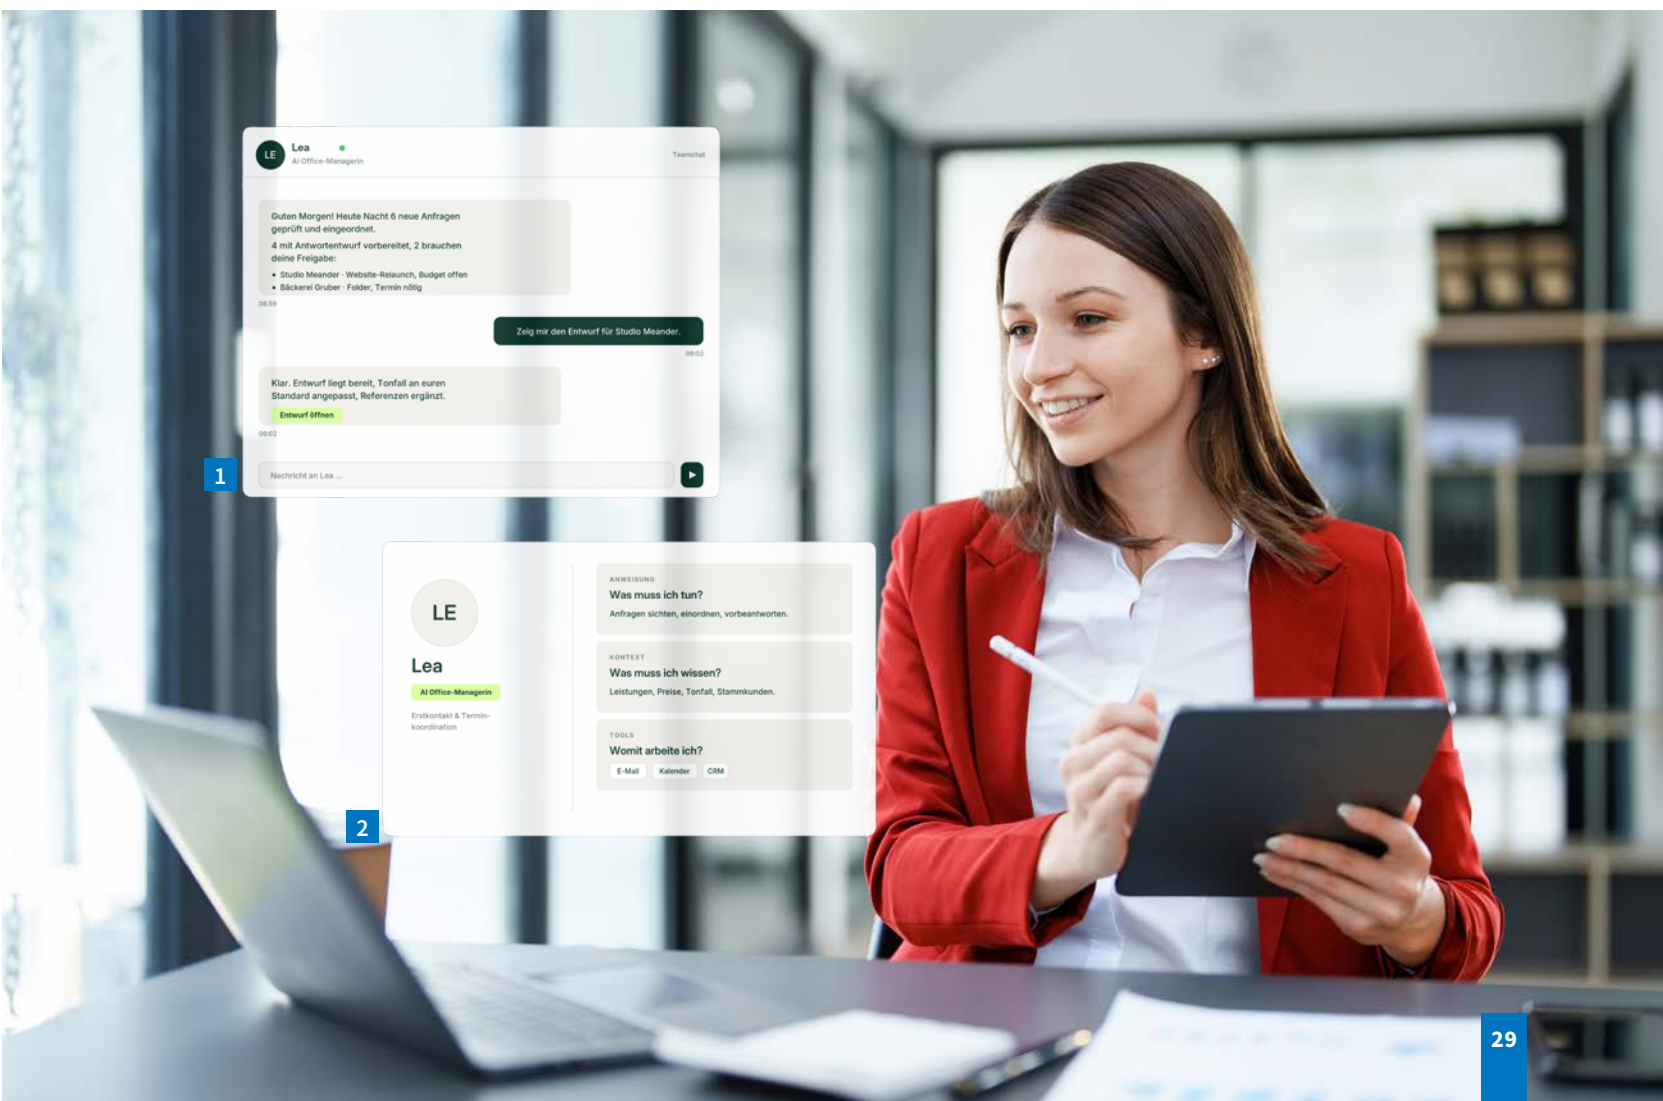 LE
Lea
AI Office-Managerin
Teamchat
Guten Morgen! Heute Nacht 6 neue Anfragen
geprüft und eingeordnet.
4 mit Antwortentwurf vorbereitet, 2 brauchen
deine Freigabe:
• Studio Meander · Website-Relaunch, Budget offen
• Bäckerei Gruber · Folder, Termin nötig
08:59
Zeig mir den Entwurf für Studio Meander.
09:02
Klar. Entwurf liegt bereit, Tonfall an euren
Standard angepasst, Referenzen ergänzt.
Entwurf öffnen
09:02
1
Nachricht an Lea ...
LE
Lea
AI Office-Managerin
Erstkontakt & Termin-
koordination
ANWEISUNG
Was muss ich tun?
Anfragen sichten, einordnen, vorbeantworten.
KONTEXT
Was muss ich wissen?
Leistungen, Preise, Tonfall, Stammkunden.
TOOLS
Womit arbeite ich?
E-Mail Kalender CRM
2
29